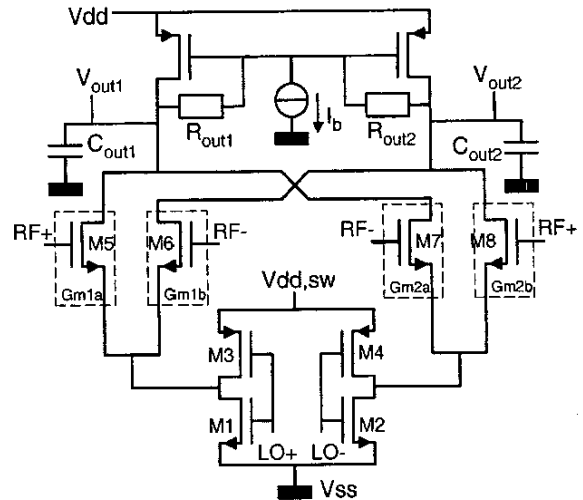 Vdd
Vout1
Vout2
Rout1
Ib
Rout2
Cout1
Cout2
RF+
M5
M6
RF-
RF-
M7
M8
RF+
Gm1a
Gm1b
Gm2a
Gm2b
Vdd,sw
M3
M4
M1
M2
LO+
LO-
Vss